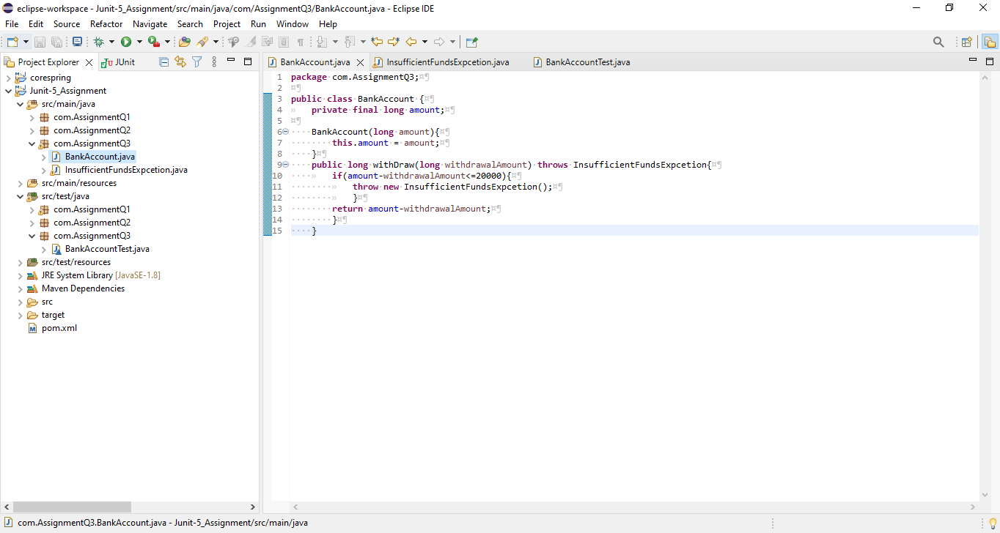 eclipse-workspace - Junit-5_Assignment/src/main/java/com/AssignmentQ3/BankAccount.java - Eclipse IDE
File Edit Source Refactor Navigate Search Project Run Window Help
Project Explorer JUnit
corespring
Junit-5_Assignment
src/main/java
com.AssignmentQ1
com.AssignmentQ2
com.AssignmentQ3
BankAccount.java
InsufficientFundsExpcetion.java
src/main/resources
src/test/java
com.AssignmentQ1
com.AssignmentQ2
com.AssignmentQ3
BankAccountTest.java
src/test/resources
JRE System Library [JavaSE-1.8]
Maven Dependencies
src
target
pom.xml
BankAccount.java InsufficientFundsExpcetion.java BankAccountTest.java
1 package com.AssignmentQ3;
2
3 public class BankAccount {
4 private final long amount;
5
6 BankAccount(long amount){
7 this.amount = amount;
8 }
9 public long withDraw(long withdrawalAmount) throws InsufficientFundsExpcetion{
10 if(amount-withdrawalAmount<=20000){
11 throw new InsufficientFundsExpcetion();
12 }
13 return amount-withdrawalAmount;
14 }
15 }
com.AssignmentQ3.BankAccount.java - Junit-5_Assignment/src/main/java